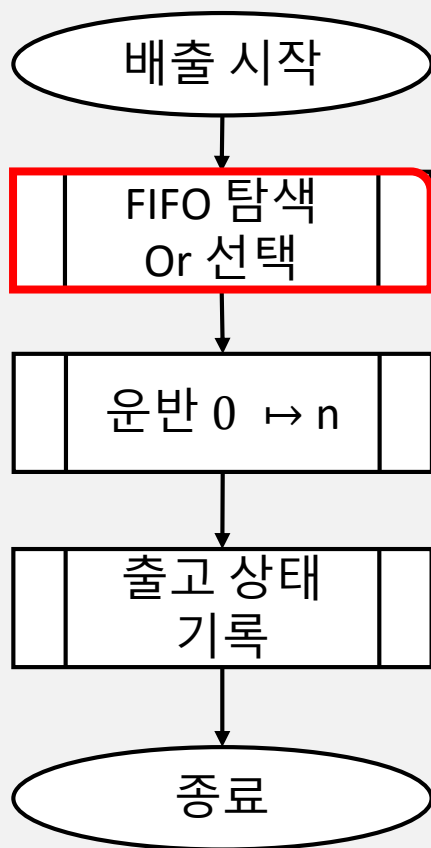 배출 시작
FIFO 탐색
Or 선택
운반 0 ↦ n
출고 상태
기록
종료